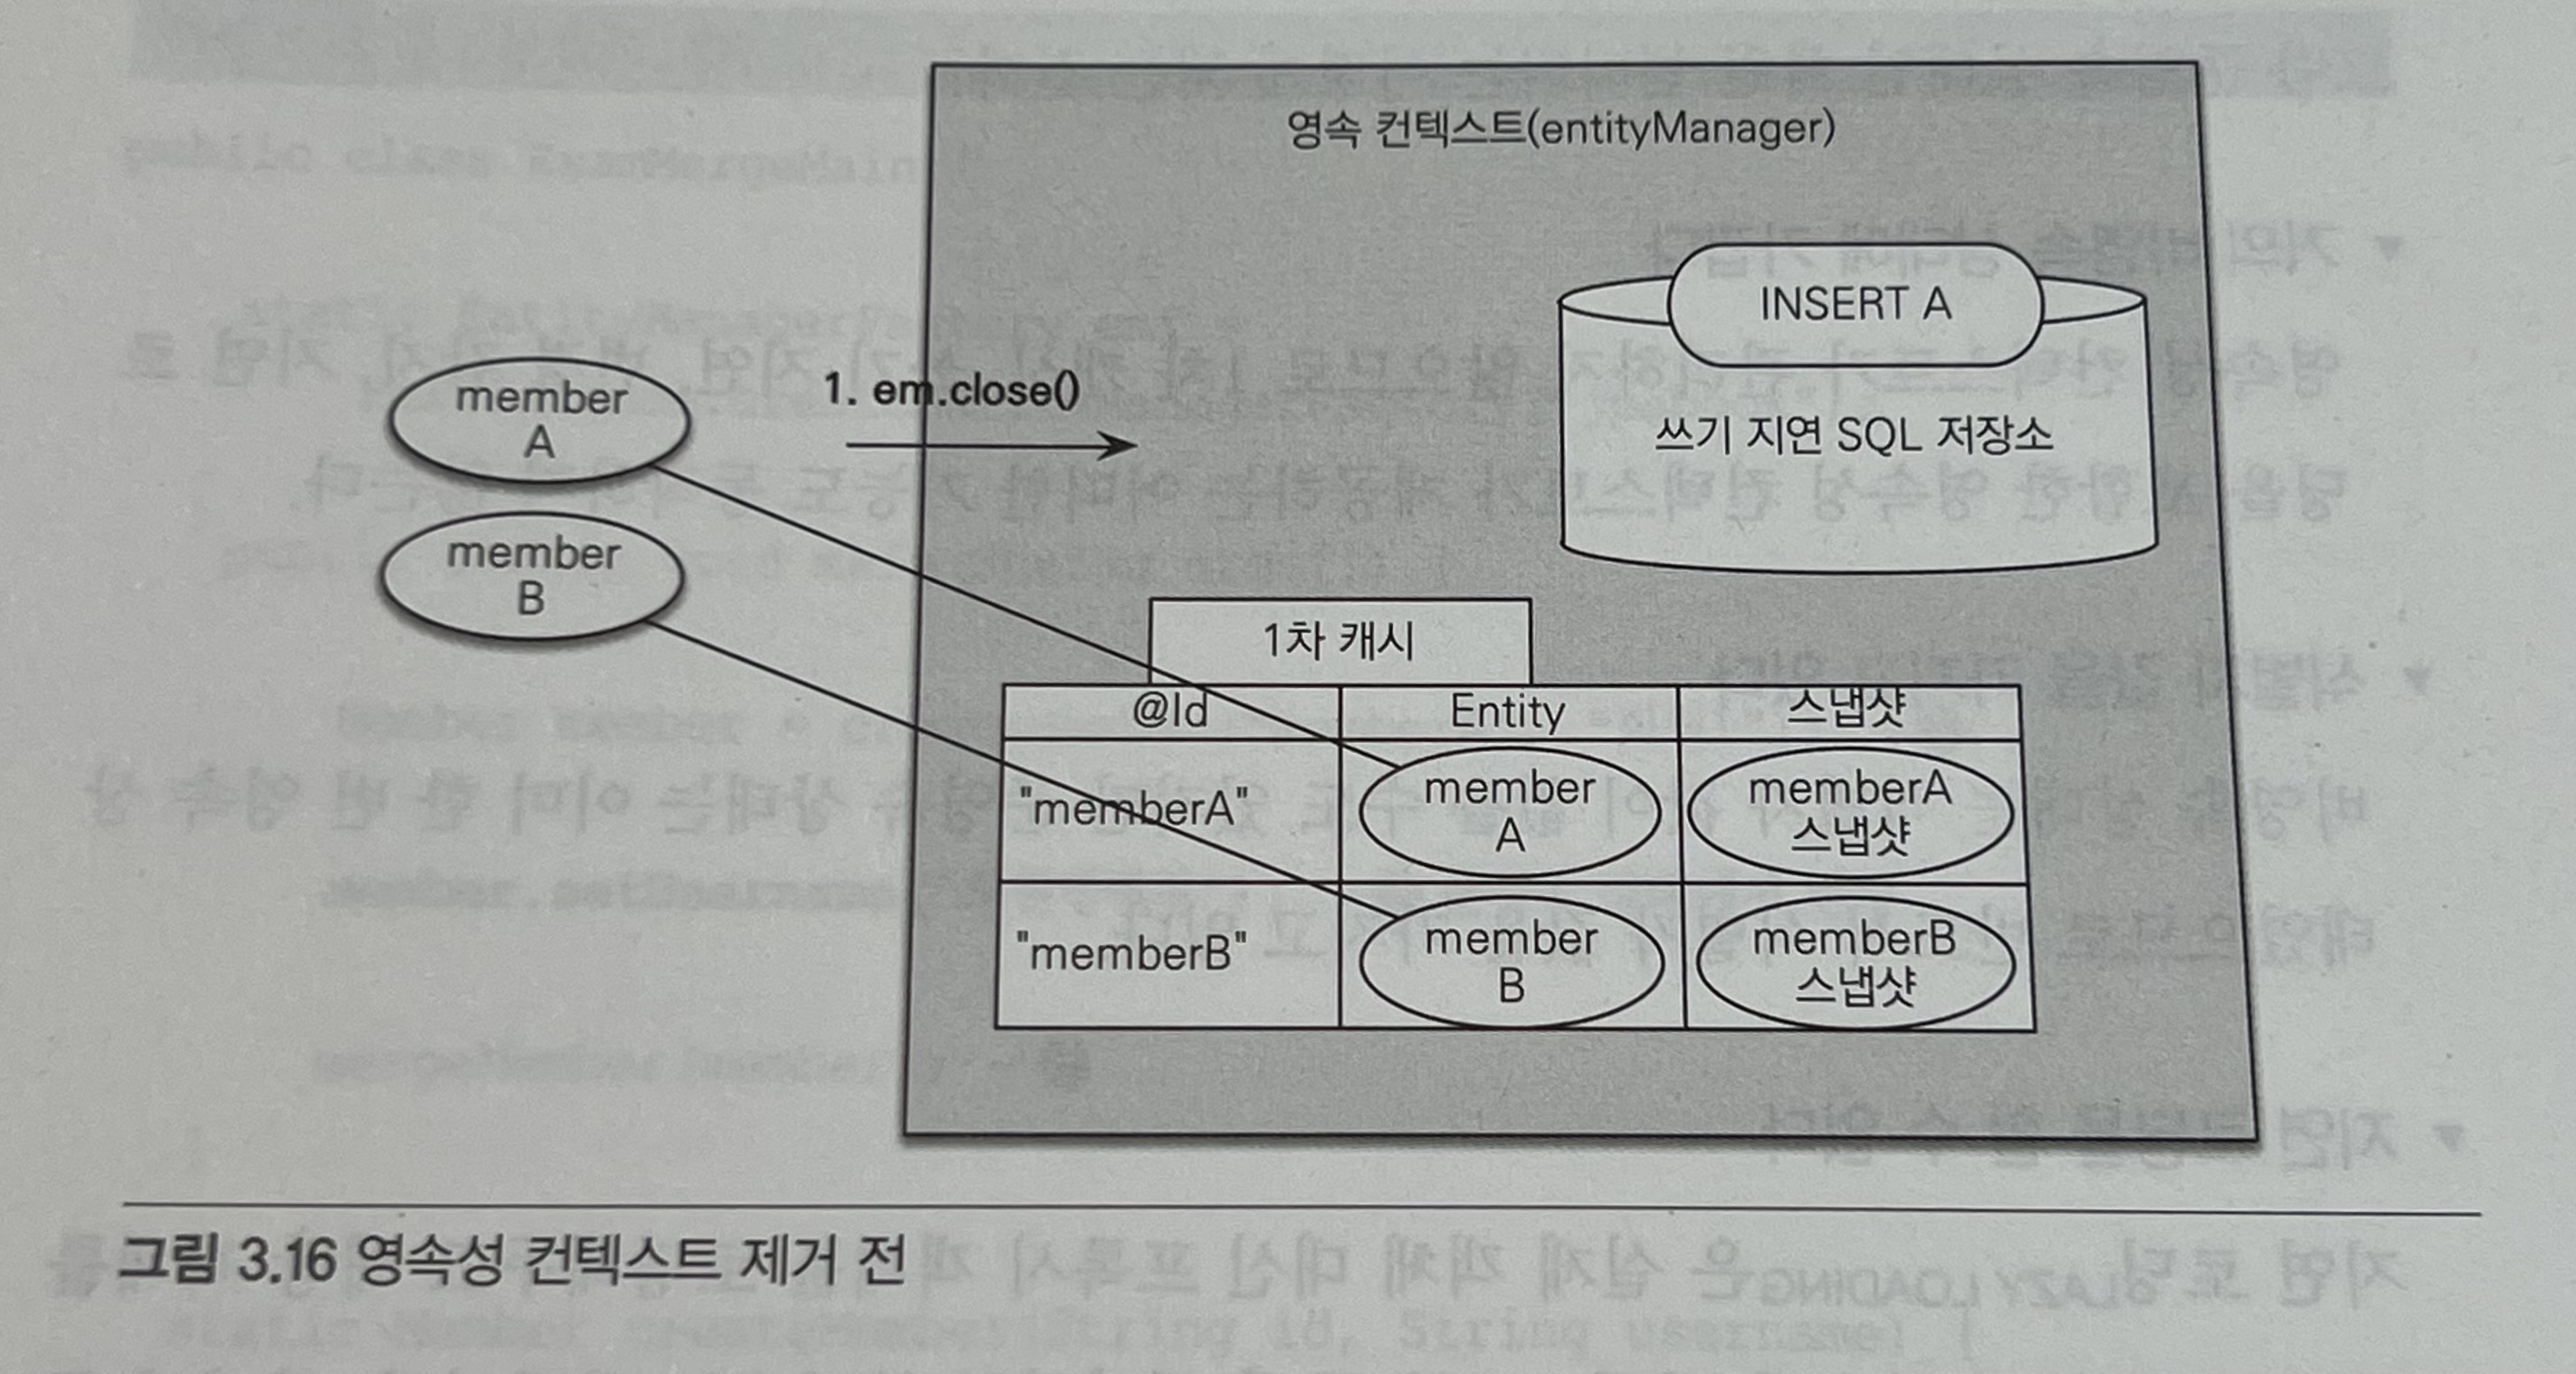 영속 컨텍스트(entityManager)
INSERT A
쓰기 지연 SQL 저장소
member
A
1. em.close()
member
B
1차 캐시
@Id Entity 스냅샷
"memberA" member
A memberA
스냅샷
"memberB" member
B memberB
스냅샷
그림 3.16 영속성 컨텍스트 제거 전